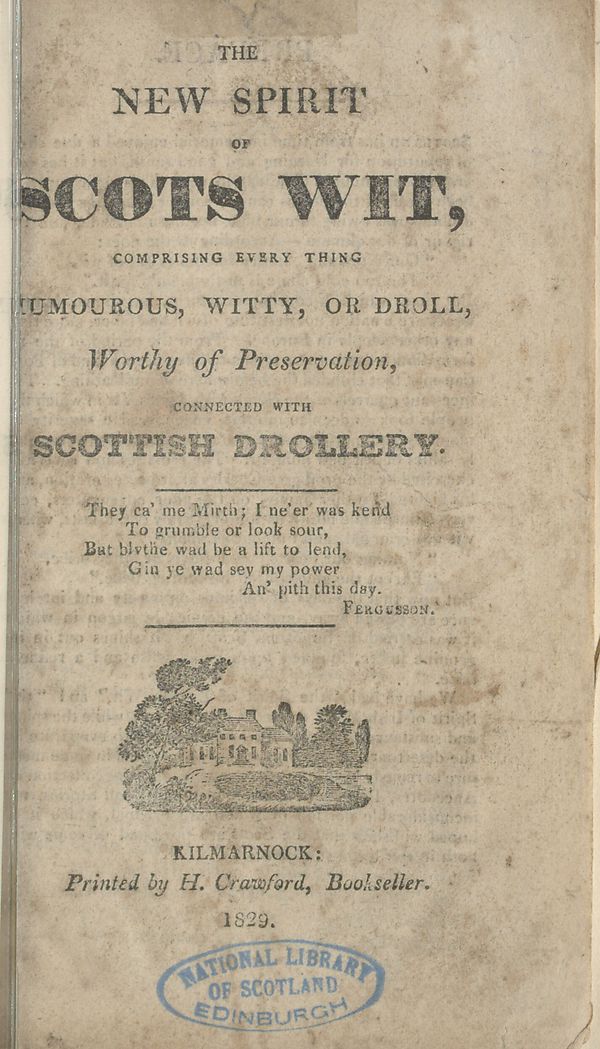 THE
NEW SPIRIT
OF
SCOTS WIT,
COMPRISING EVERY THING
HUMOUROUS, WITTY, OR DROLL,
Worthy of Preservation,
CONNECTED WITH
SCOTTISH DROLLERY.
They ca' me Mirth; I ne'er was kend
To grumble or look sour,
But blythe wad be a lift to lend,
Gin ye wad sey my power
An' pith this day.
FERGUSSON.
KILMARNOCK:
Printed by H. Crawford, Bookseller.
1829.
NATIONAL LIBRARY
OF SCOTLAND
EDINBURGH